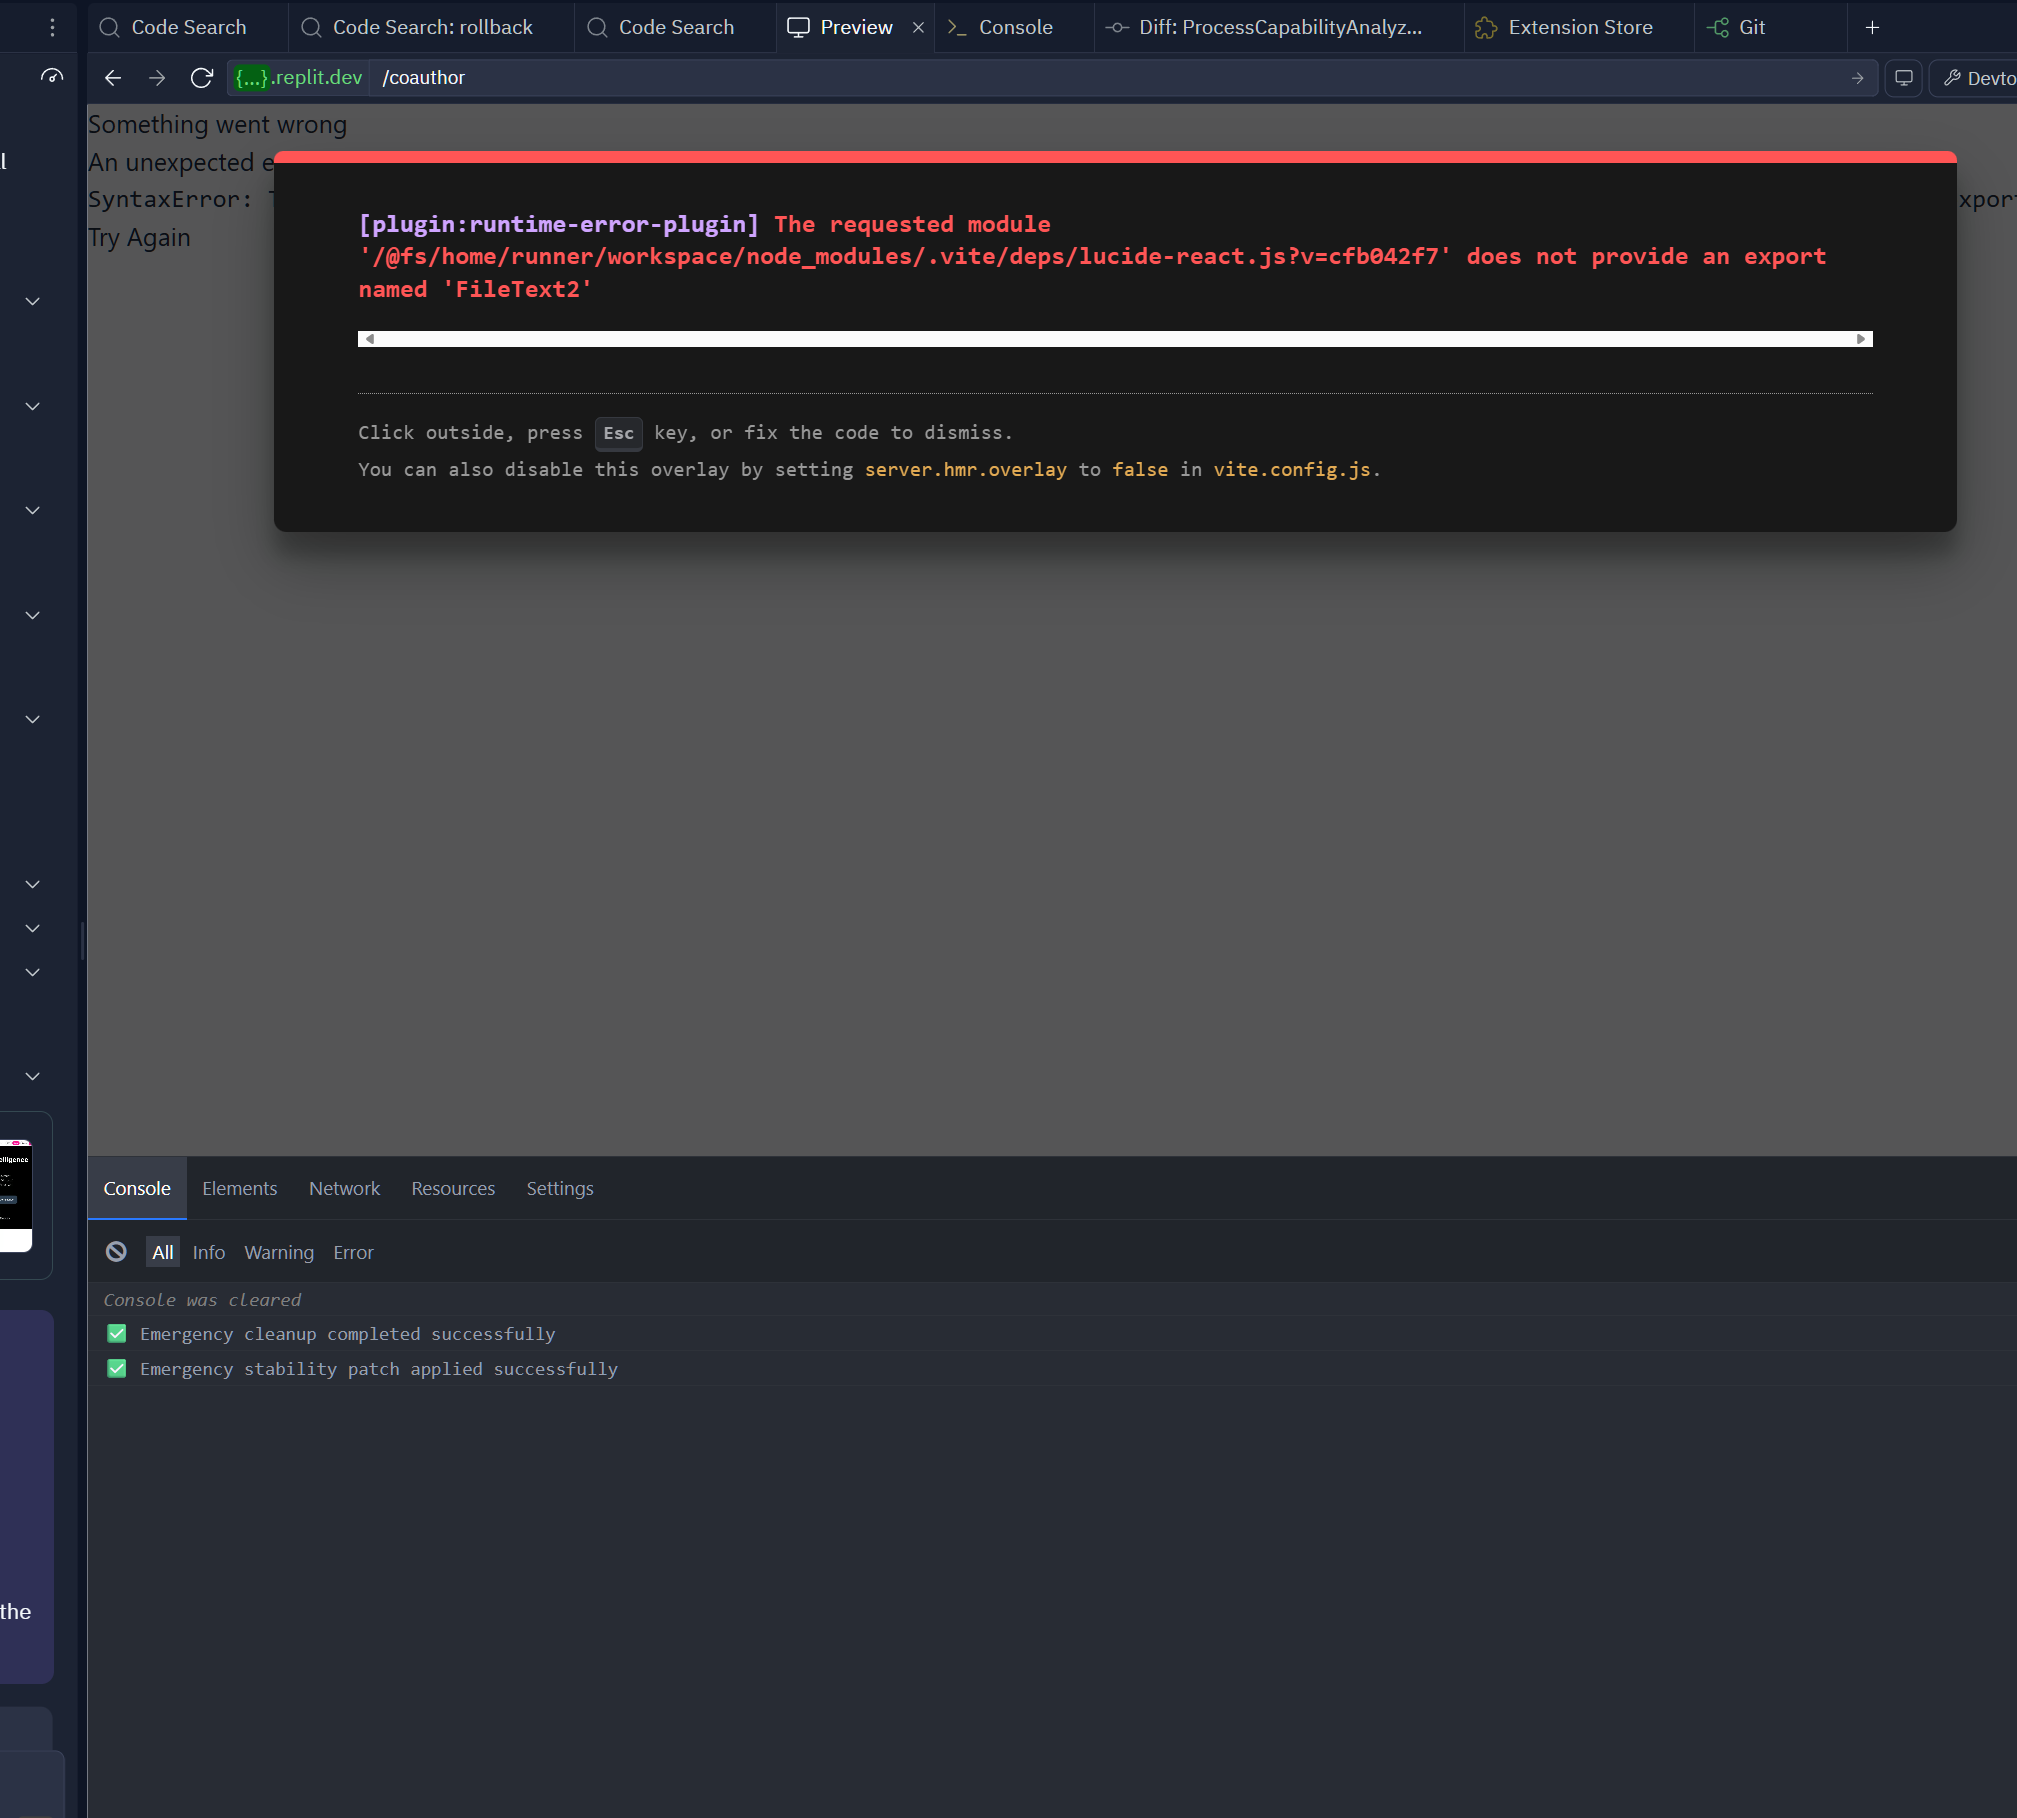 Code Search
Code Search: rollback
Code Search
Preview
Console
Diff: ProcessCapabilityAnalyz...
Extension Store
Git
{...}.replit.dev /coauthor
Devto
Something went wrong
An unexpected e
SyntaxError:
xpor
Try Again
[plugin:runtime-error-plugin] The requested module
'/@fs/home/runner/workspace/node_modules/.vite/deps/lucide-react.js?v=cfb042f7' does not provide an export
named 'FileText2'
Click outside, press Esc key, or fix the code to dismiss.
You can also disable this overlay by setting server.hmr.overlay to false in vite.config.js.
Console Elements Network Resources Settings
All Info Warning Error
Console was cleared
✅ Emergency cleanup completed successfully
✅ Emergency stability patch applied successfully
the